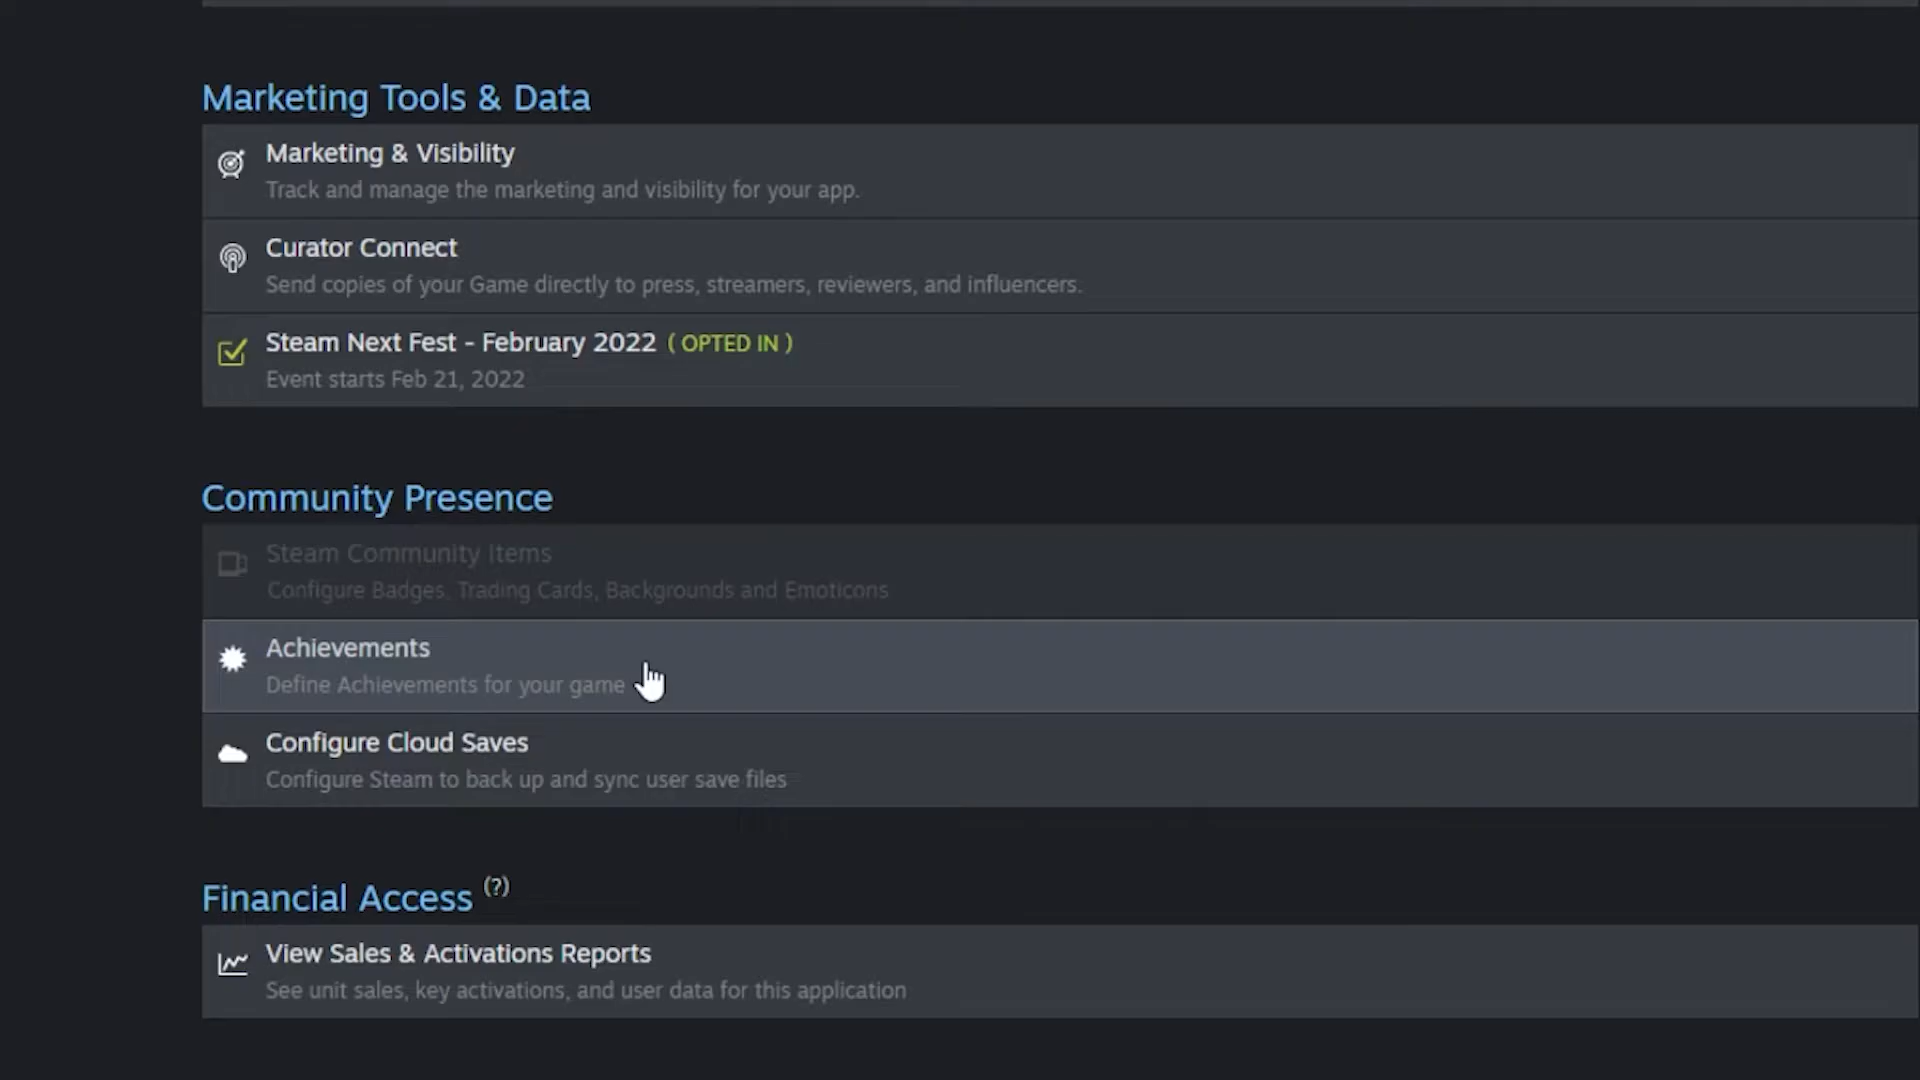 Marketing Tools & Data
Marketing & Visibility
Track and manage the marketing and visibility for your app.
Curator Connect
Send copies of your Game directly to press, streamers, reviewers, and influencers.
Steam Next Fest - February 2022 ( OPTED IN )
Event starts Feb 21, 2022
Community Presence
Steam Community Items
Configure Badges, Trading Cards, Backgrounds and Emoticons
Achievements
Define Achievements for your game
Configure Cloud Saves
Configure Steam to back up and sync user save files
Financial Access (?)
View Sales & Activations Reports
See unit sales, key activations, and user data for this application